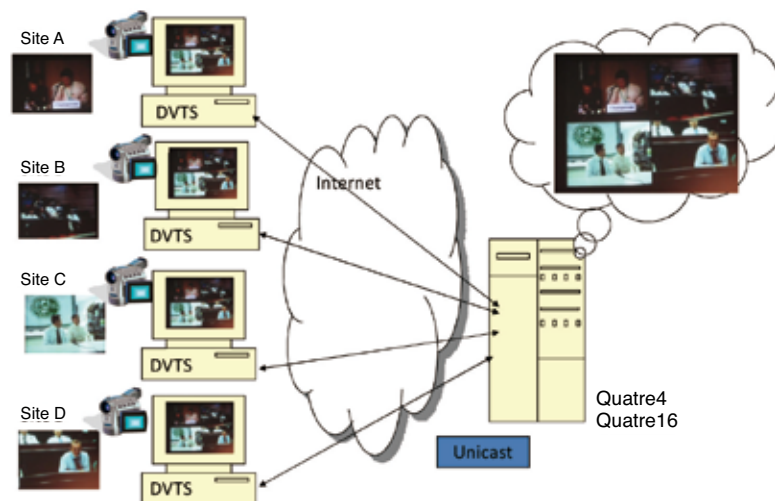 Site A
DVTS
Site B
DVTS
Site C
DVTS
Site D
DVTS
Internet
Unicast
Quatre4
Quatre16